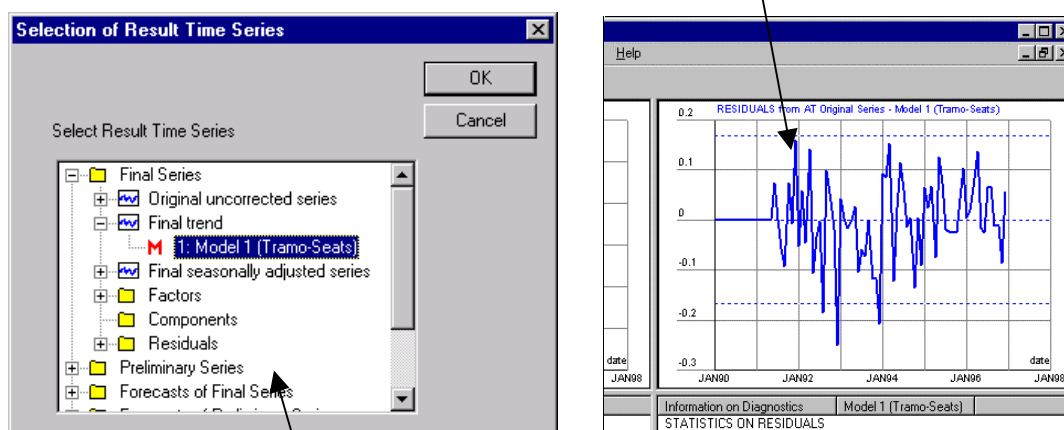 Selection of Result Time Series
OK
Cancel
Select Result Time Series
Final Series
Original uncorrected series
Final trend
M 1: Model 1 (Tramo-Seats)
Final seasonally adjusted series
Factors
Components
Residuals
Preliminary Series
Forecasts of Final Series
Help
RESIDUALS from AT Original Series - Model 1 (Tramo-Seats)
0.2
0.1
0
-0.1
-0.2
-0.3
date
JAN98
JAN90
JAN92
JAN94
JAN96
date
JAN98
Information on Diagnostics
Model 1 (Tramo-Seats)
STATISTICS ON RESIDUALS